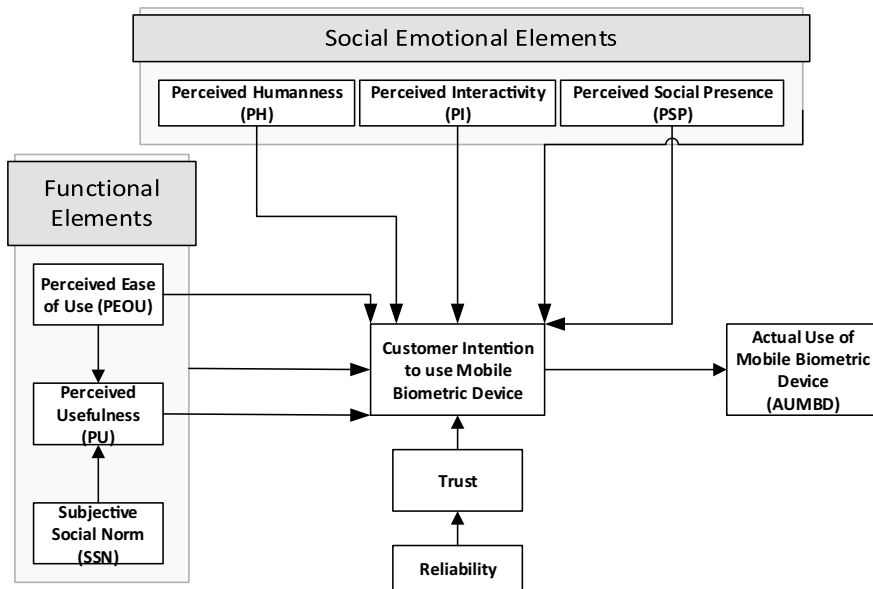 Social Emotional Elements
Perceived Humanness
(PH)
Perceived Interactivity
(PI)
Perceived Social Presence
(PSP)
Functional
Elements
Perceived Ease
of Use (PEOU)
Perceived
Usefulness
(PU)
Subjective
Social Norm
(SSN)
Customer Intention
to use Mobile
Biometric Device
Trust
Reliability
Actual Use of
Mobile Biometric
Device
(AUMBD)